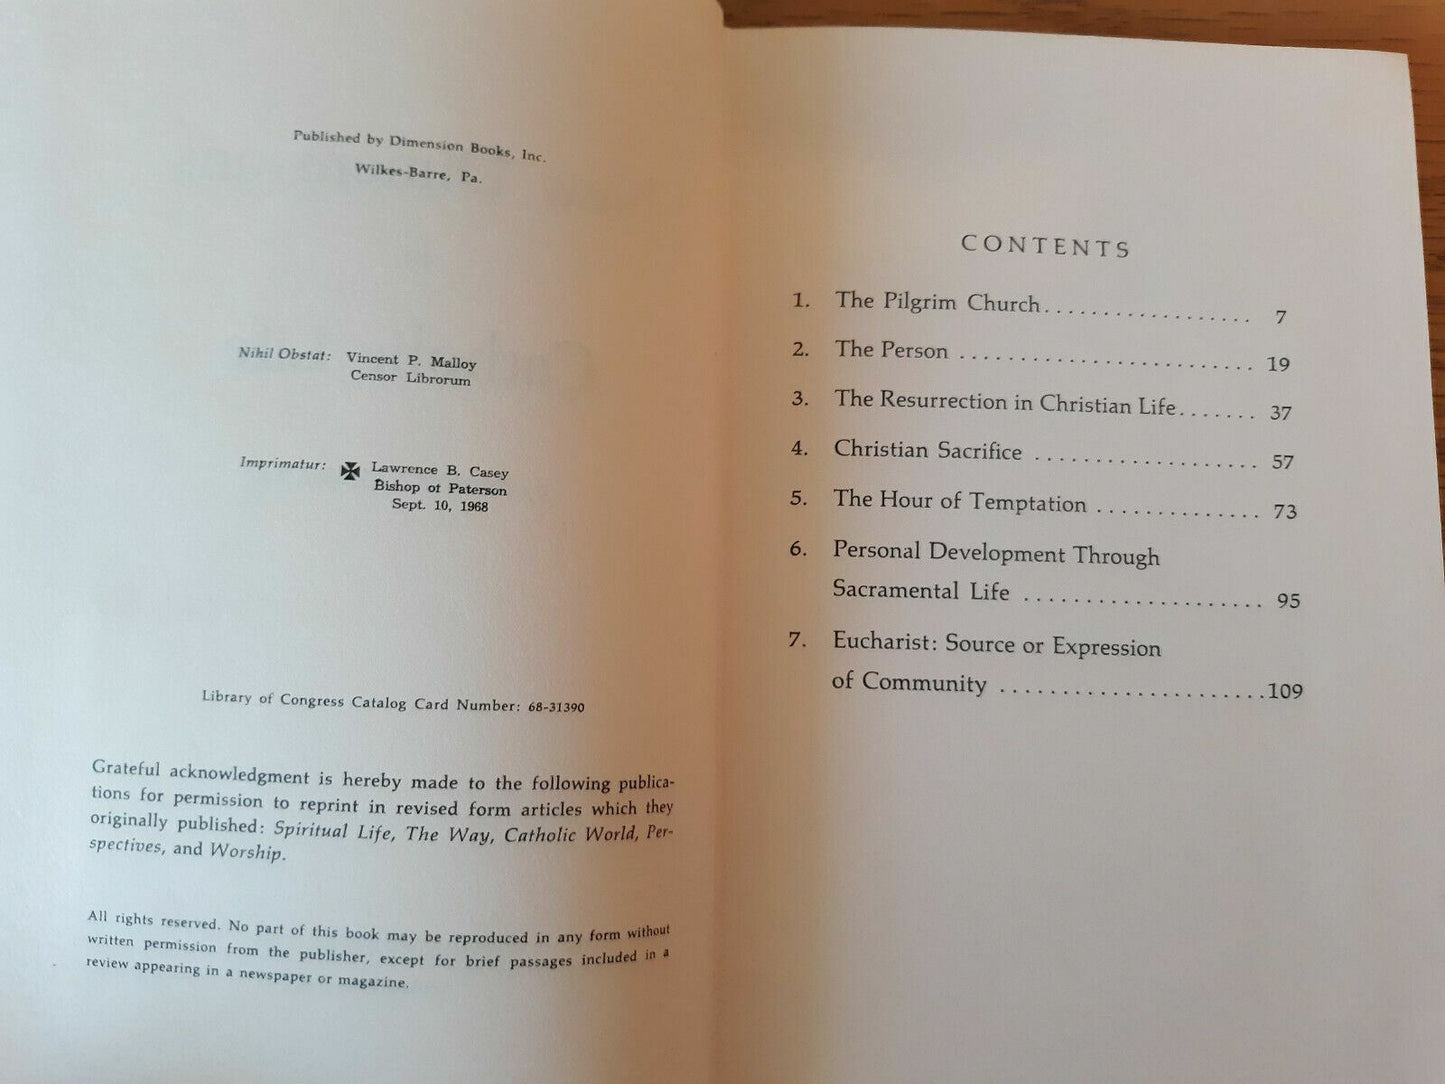 Published by Dimension Books, Inc.
Wilkes-Barre, Pa.
Nihil Obstat: Vincent P. Malloy
Censor Librorum
Imprimatur: ✠ Lawrence B. Casey
Bishop of Paterson
Sept. 10, 1968
Library of Congress Catalog Card Number: 68-31390
Grateful acknowledgment is hereby made to the following publica-
tions for permission to reprint in revised form articles which they
originally published: Spiritual Life, The Way, Catholic World, Per-
spectives, and Worship.
All rights reserved. No part of this book may be reproduced in any form without
written permission from the publisher, except for brief passages included in a
review appearing in a newspaper or magazine.
CONTENTS
1. The Pilgrim Church.................. 7
2. The Person ........................ 19
3. The Resurrection in Christian Life....... 37
4. Christian Sacrifice ................... 57
5. The Hour of Temptation .............. 73
6. Personal Development Through
Sacramental Life .................... 95
7. Eucharist: Source or Expression
of Community ......................109